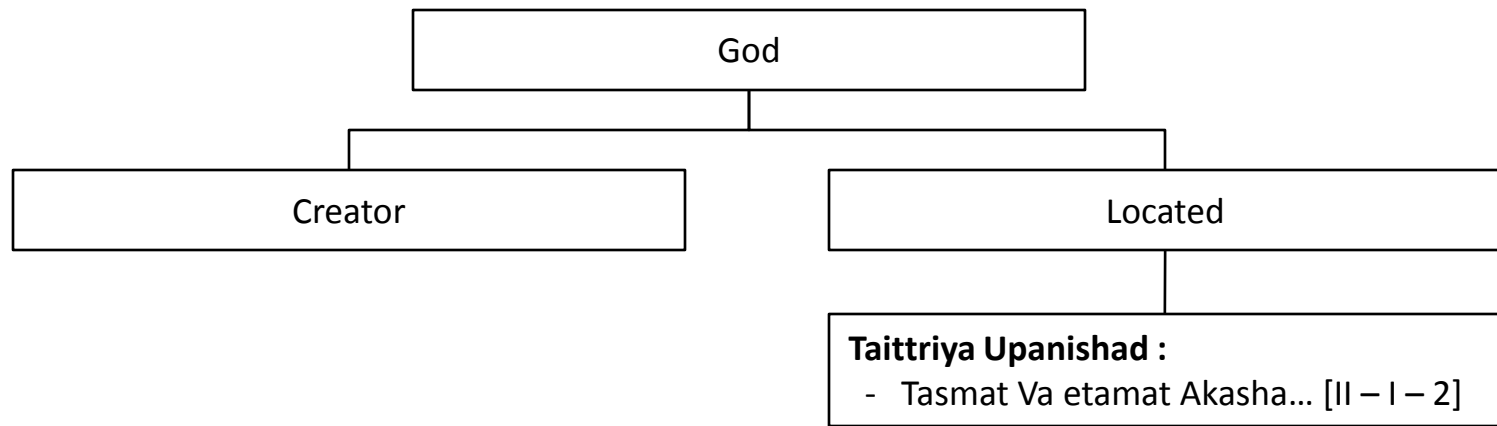 God
Creator
Located
Taittriya Upanishad :
- Tasmat Va etamat Akasha… [II – I – 2]